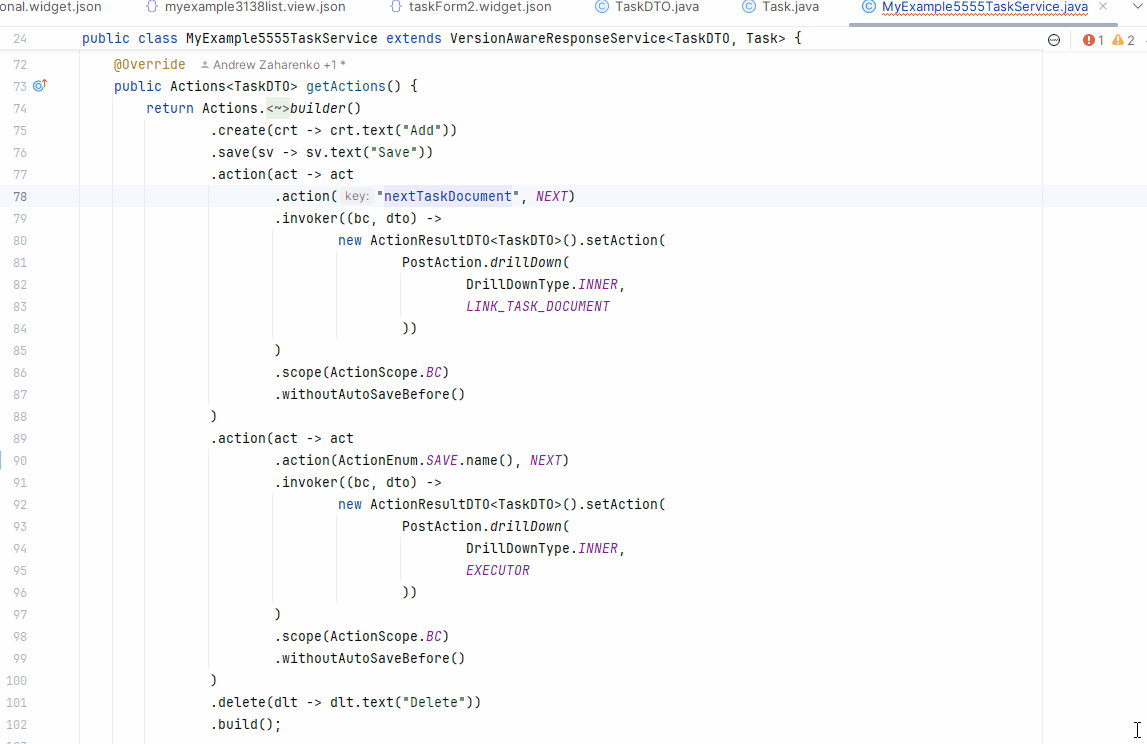 onal.widget.json myexample3138list.view.json taskForm2.widget.json TaskDTO.java Task.java MyExample5555TaskService.java
24 public class MyExample5555TaskService extends VersionAwareResponseService<TaskDTO, Task> { 1 2
72 @Override Andrew Zaharenko +1 *
73 public Actions<TaskDTO> getActions() {
74 return Actions.<~>builder()
75 .create(crt -> crt.text("Add"))
76 .save(sv -> sv.text("Save"))
77 .action(act -> act
78 .action( key: "nextTaskDocument", NEXT)
79 .invoker((bc, dto) ->
80 new ActionResultDTO<TaskDTO>().setAction(
81 PostAction.drillDown(
82 DrillDownType.INNER,
83 LINK_TASK_DOCUMENT
84 ))
85 )
86 .scope(ActionScope.BC)
87 .withoutAutoSaveBefore()
88 )
89 .action(act -> act
90 .action(ActionEnum.SAVE.name(), NEXT)
91 .invoker((bc, dto) ->
92 new ActionResultDTO<TaskDTO>().setAction(
93 PostAction.drillDown(
94 DrillDownType.INNER,
95 EXECUTOR
96 ))
97 )
98 .scope(ActionScope.BC)
99 .withoutAutoSaveBefore()
100 )
101 .delete(dlt -> dlt.text("Delete"))
102 .build();